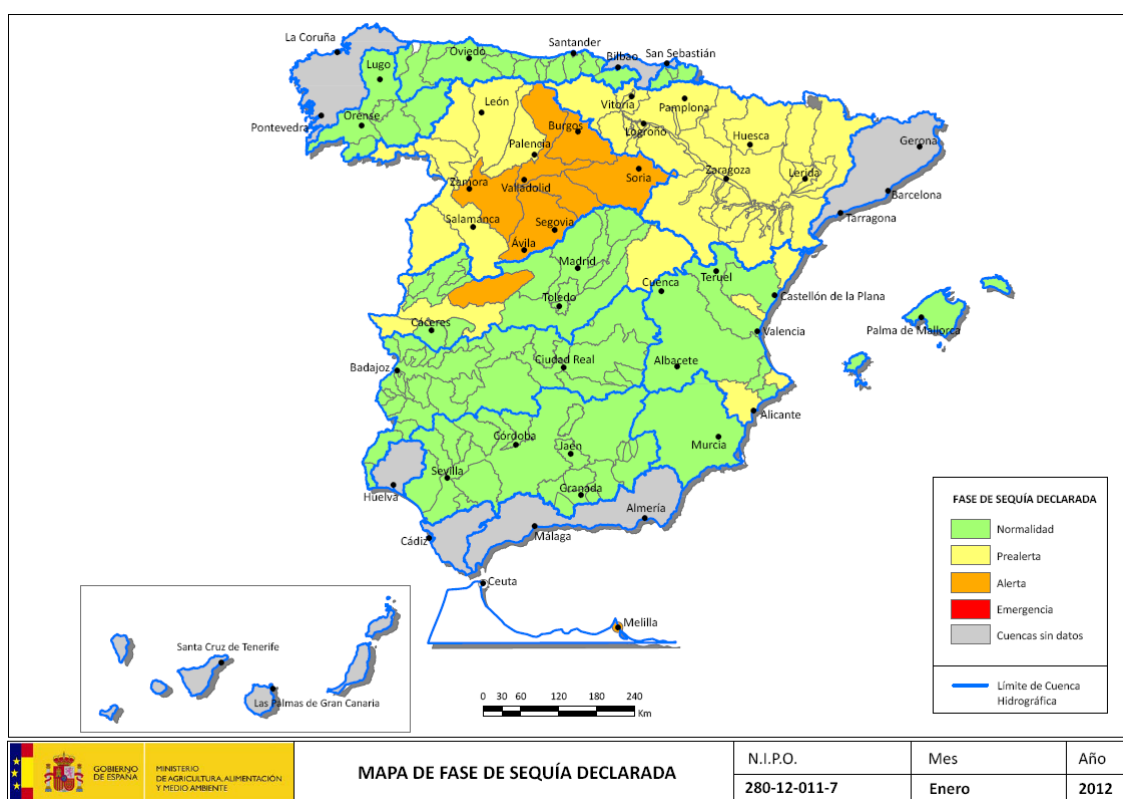 La Coruña
Lugo
Oviedo
Santander
Bilbao
San Sebastián
Pontevedra
Orense
León
Vitoria
Pamplona
Burgos
Logroño
Huesca
Gerona
Palencia
Zamora
Valladolid
Soria
Zaragoza
Lerida
Barcelona
Tarragona
Salamanca
Segovia
Ávila
Madrid
Teruel
Cuenca
Toledo
Castellón de la Plana
Cáceres
Valencia
Palma de Mallorca
Badajoz
Ciudad Real
Albacete
Alicante
Córdoba
Jaén
Murcia
Sevilla
Huelva
Granada
Almería
Cádiz
Málaga
Ceuta
Melilla
Santa Cruz de Tenerife
Las Palmas de Gran Canaria
0 30 60 120 180 240
Km
FASE DE SEQUÍA DECLARADA
Normalidad
Prealerta
Alerta
Emergencia
Cuencas sin datos
Límite de Cuenca
Hidrográfica
GOBIERNO
DE ESPAÑA
MINISTERIO
DE AGRICULTURA, ALIMENTACIÓN
Y MEDIO AMBIENTE
MAPA DE FASE DE SEQUÍA DECLARADA
N.I.P.O.
280-12-011-7
Mes
Enero
Año
2012